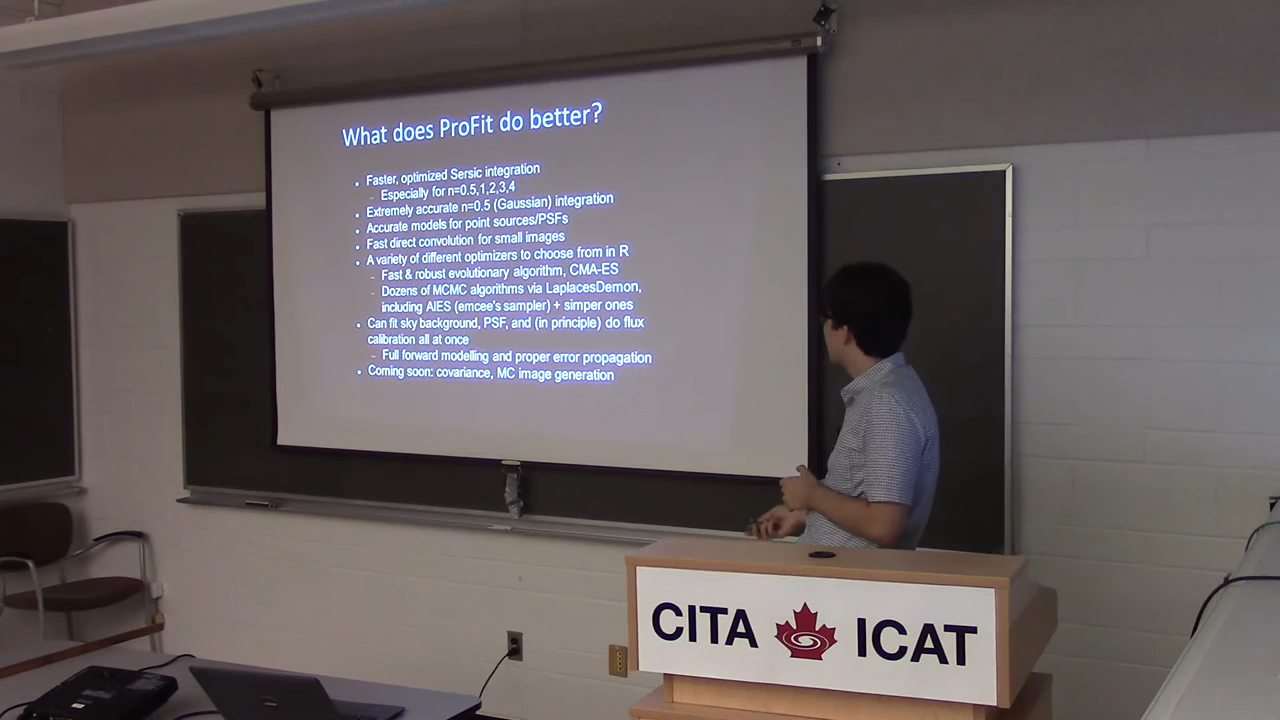 What does ProFit do better?
• Faster, optimized Sersic integration
– Especially for n=0.5,1,2,3,4
• Extremely accurate n=0.5 (Gaussian) integration
• Accurate models for point sources/PSFs
• Fast direct convolution for small images
• A variety of different optimizers to choose from in R
– Fast & robust evolutionary algorithm, CMA-ES
– Dozens of MCMC algorithms via LaplacesDemon,
including AIES (emcee's sampler) + simper ones
• Can fit sky background, PSF, and (in principle) do flux
calibration all at once
– Full forward modelling and proper error propagation
• Coming soon: covariance, MC image generation
CITA ICAT